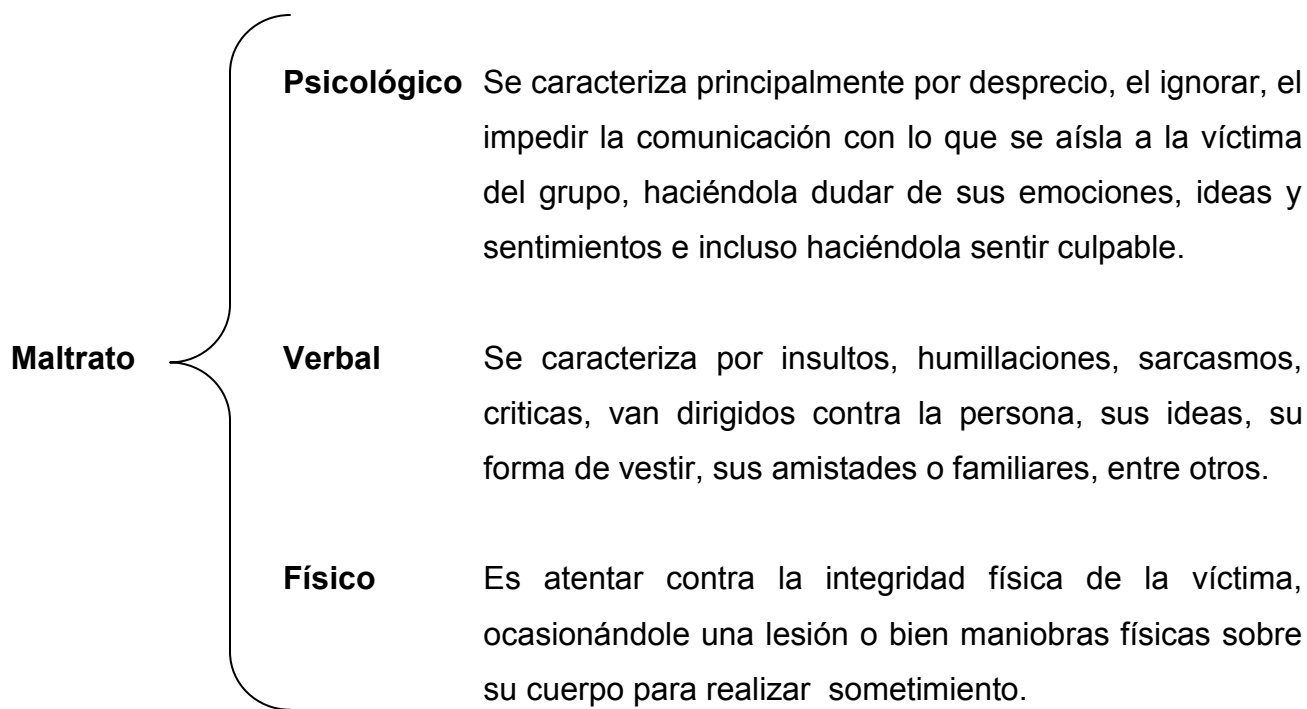 Psicológico Se caracteriza principalmente por desprecio, el ignorar, el
impedir la comunicación con lo que se aísla a la víctima
del grupo, haciéndola dudar de sus emociones, ideas y
sentimientos e incluso haciéndola sentir culpable.
Maltrato Verbal Se caracteriza por insultos, humillaciones, sarcasmos,
criticas, van dirigidos contra la persona, sus ideas, su
forma de vestir, sus amistades o familiares, entre otros.
Físico Es atentar contra la integridad física de la víctima,
ocasionándole una lesión o bien maniobras físicas sobre
su cuerpo para realizar sometimiento.